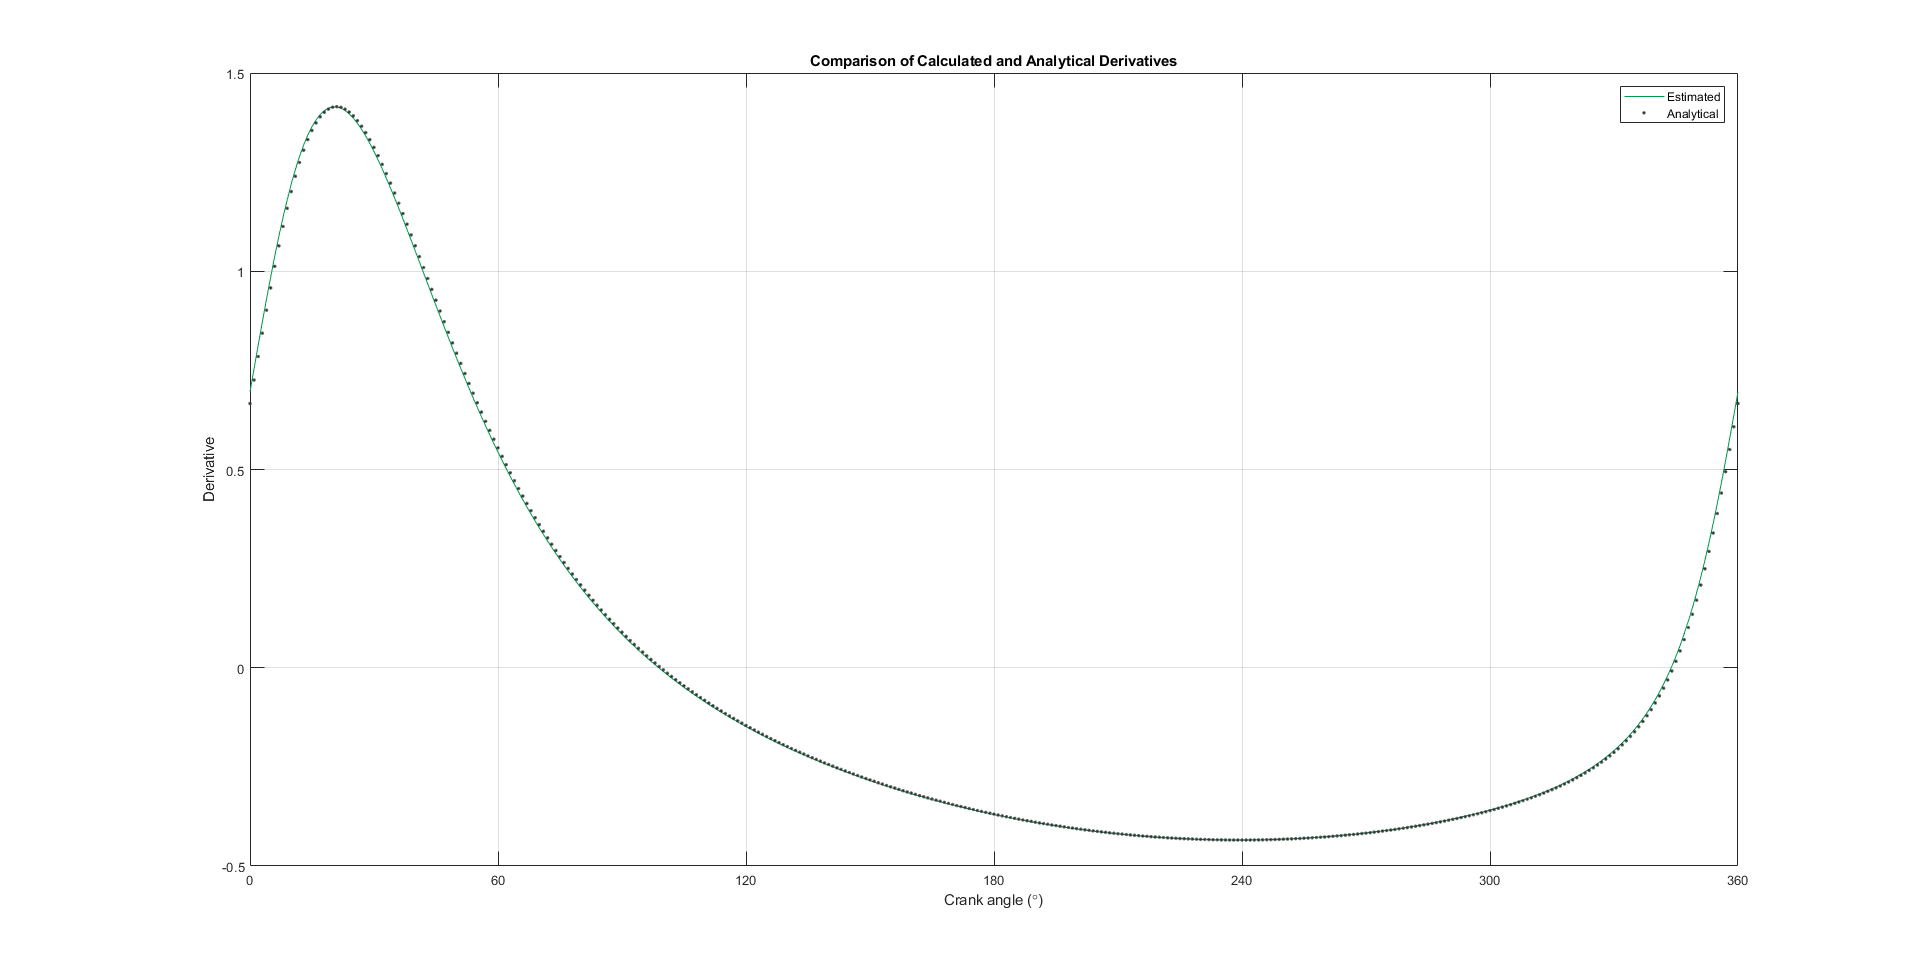 Comparison of Calculated and Analytical Derivatives
1.5
1
0.5
0
-0.5
Derivative
Estimated
Analytical
0
60
120
180
240
300
360
Crank angle (°)